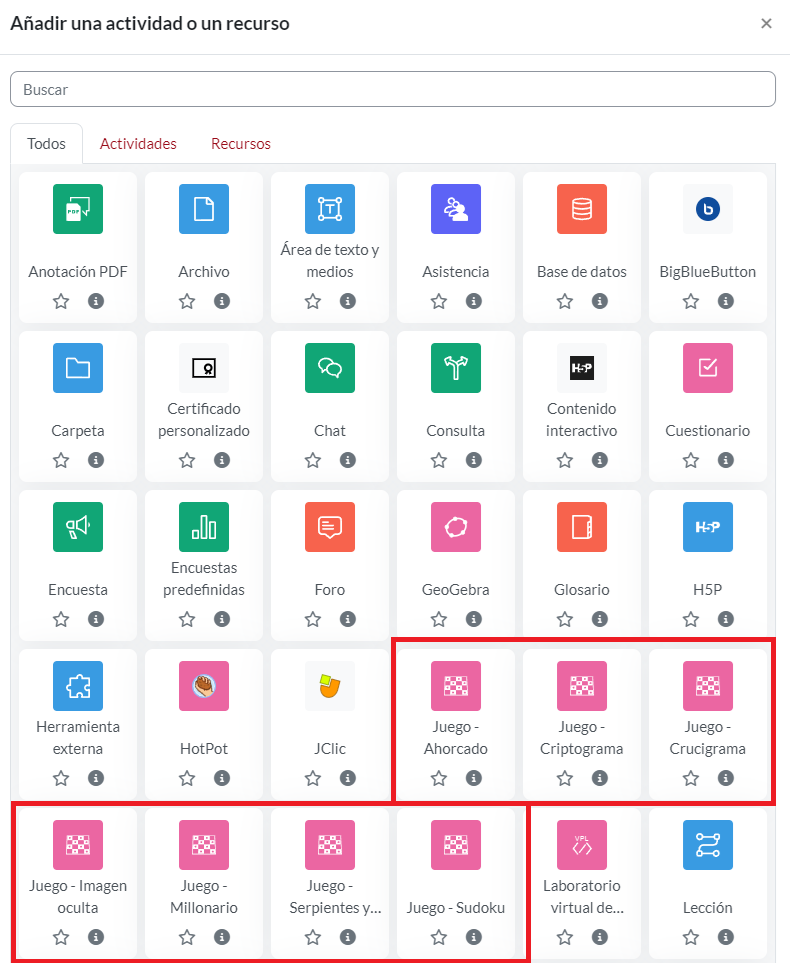 Añadir una actividad o un recurso
Buscar
Todos Actividades Recursos
PDF
T
b
Anotación PDF
Archivo
Área de texto y
medios
Asistencia
Base de datos
BigBlueButton
H5P
Carpeta
Certificado
personalizado
Chat
Consulta
Contenido
interactivo
Cuestionario
H5P
Encuesta
Encuestas
predefinidas
Foro
GeoGebra
Glosario
H5P
Herramienta
externa
HotPot
JClic
Juego -
Ahorcado
Juego -
Criptograma
Juego -
Crucigrama
VPL
Juego - Imagen
oculta
Juego -
Millonario
Juego -
Serpientes y...
Juego - Sudoku
Laboratorio
virtual de...
Lección